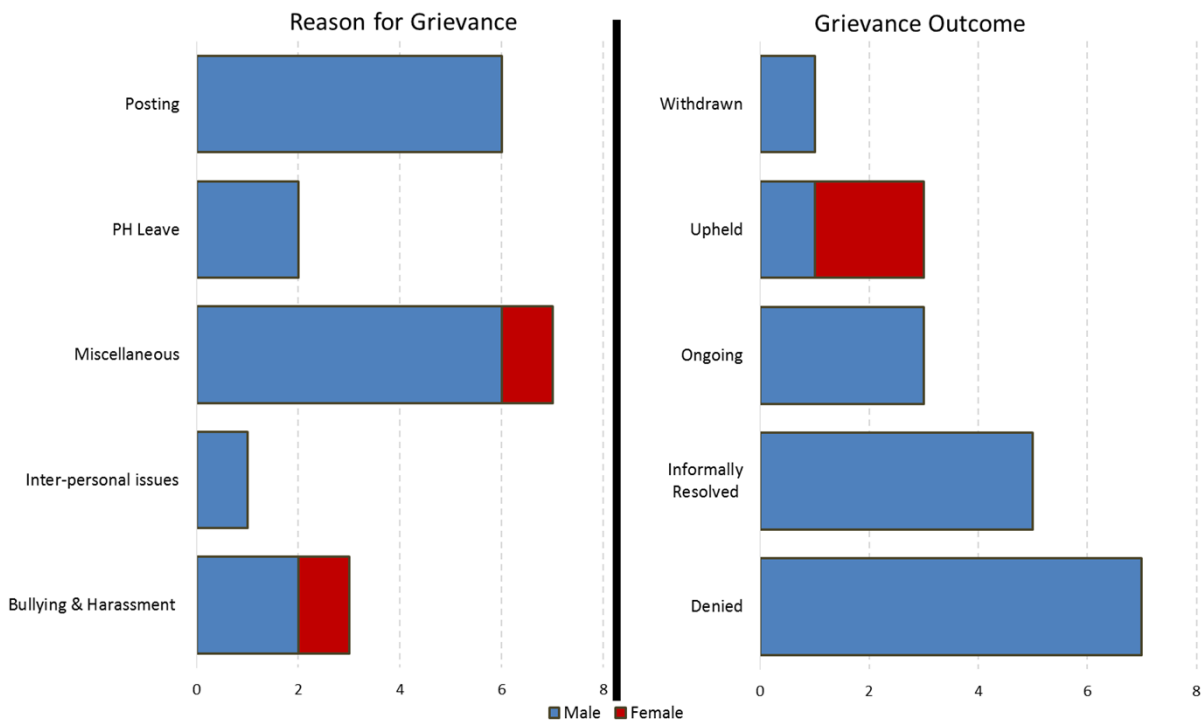 Reason for Grievance
Posting
PH Leave
Miscellaneous
Inter-personal issues
Bullying & Harassment
0 2 4 6 8
Grievance Outcome
Withdrawn
Upheld
Ongoing
Informally
Resolved
Denied
0 2 4 6 8
Male Female